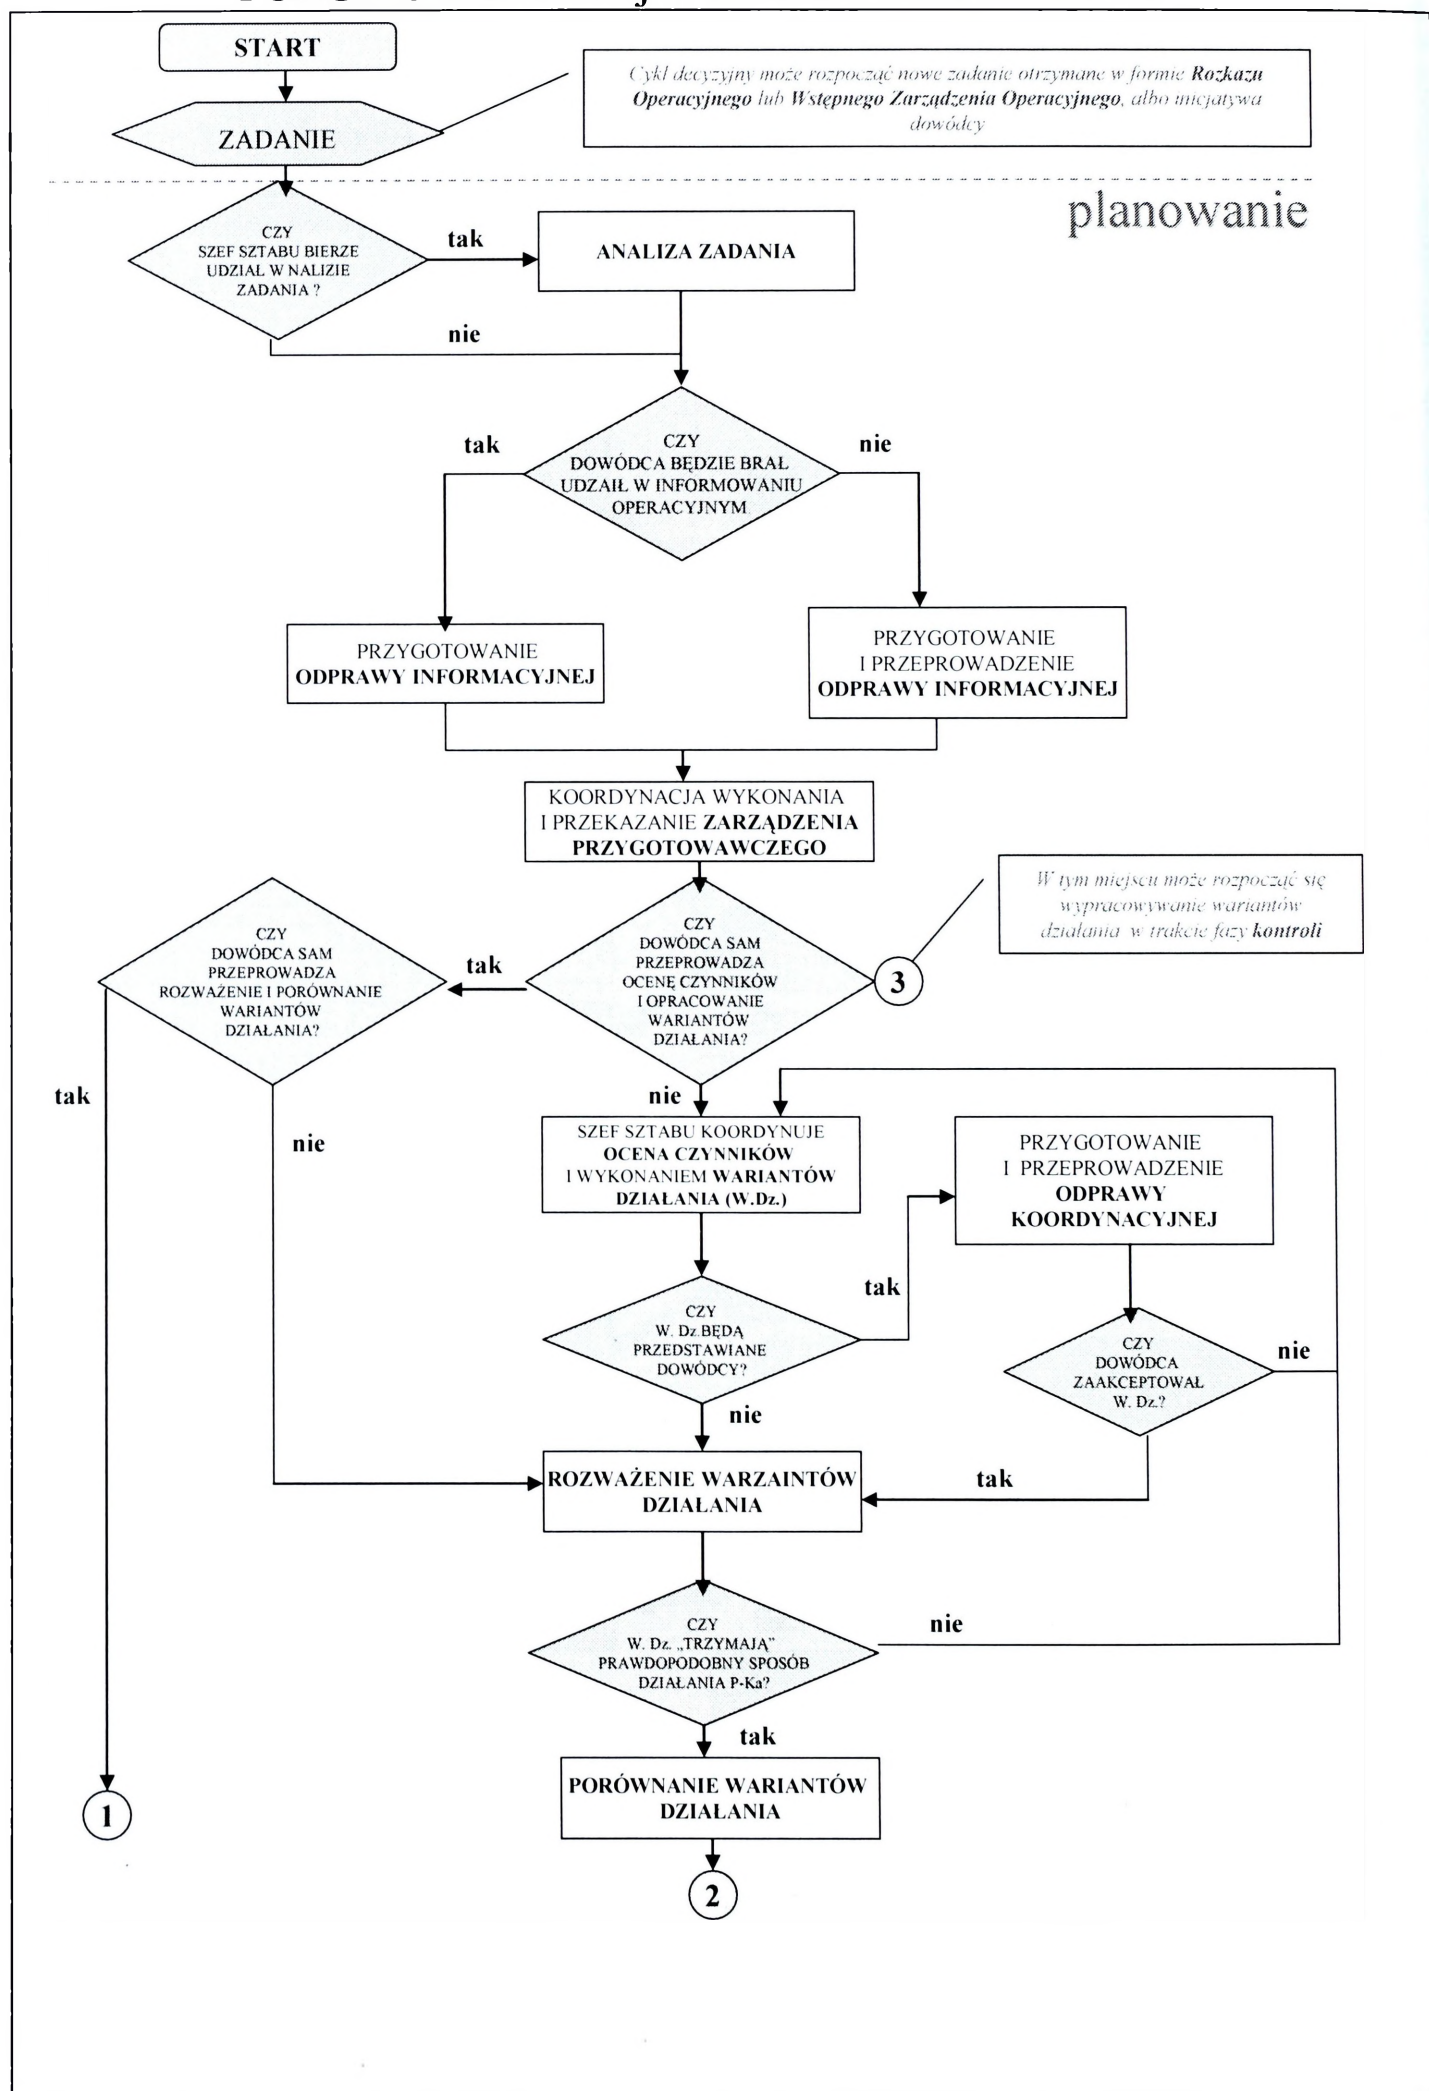 START
Cykl decyzyjny może rozpocząć nowe zadanie otrzymane w formie Rozkazu
Operacyjnego lub Wstępnego Zarządzenia Operacyjnego, albo inicjatywa
dowódcy
ZADANIE
planowanie
CZY
SZEF SZTABU BIERZE
UDZIAŁ W NALIZIE
ZADANIA ?
tak
ANALIZA ZADANIA
nie
CZY
DOWÓDCA BĘDZIE BRAŁ
UDZAIŁ W INFORMOWANIU
OPERACYJNYM
tak
nie
PRZYGOTOWANIE
ODPRAWY INFORMACYJNEJ
PRZYGOTOWANIE
I PRZEPROWADZENIE
ODPRAWY INFORMACYJNEJ
KOORDYNACJA WYKONANIA
I PRZEKAZANIE ZARZĄDZENIA
PRZYGOTOWAWCZEGO
W tym miejscu może rozpocząć się
wypracowywanie wariantów
działania w trakcie fazy kontroli
CZY
DOWÓDCA SAM
PRZEPROWADZA
OCENĘ CZYNNIKÓW
I OPRACOWANIE
WARIANTÓW
DZIAŁANIA?
3
tak
CZY
DOWÓDCA SAM
PRZEPROWADZA
ROZWAŻENIE I PORÓWNANIE
WARIANTÓW
DZIAŁANIA?
tak
nie
nie
SZEF SZTABU KOORDYNUJE
OCENA CZYNNIKÓW
I WYKONANIEM WARIANTÓW
DZIAŁANIA (W.Dz.)
PRZYGOTOWANIE
I PRZEPROWADZENIE
ODPRAWY
KOORDYNACYJNEJ
CZY
W. Dz.BĘDĄ
PRZEDSTAWIANE
DOWÓDCY?
tak
nie
CZY
DOWÓDCA
ZAAKCEPTOWAŁ
W. Dz.?
nie
tak
ROZWAŻENIE WARZAINTÓW
DZIAŁANIA
CZY
W. Dz. „TRZYMAJĄ”
PRAWDOPODOBNY SPOSÓB
DZIAŁANIA P-Ka?
nie
tak
PORÓWNANIE WARIANTÓW
DZIAŁANIA
1
2